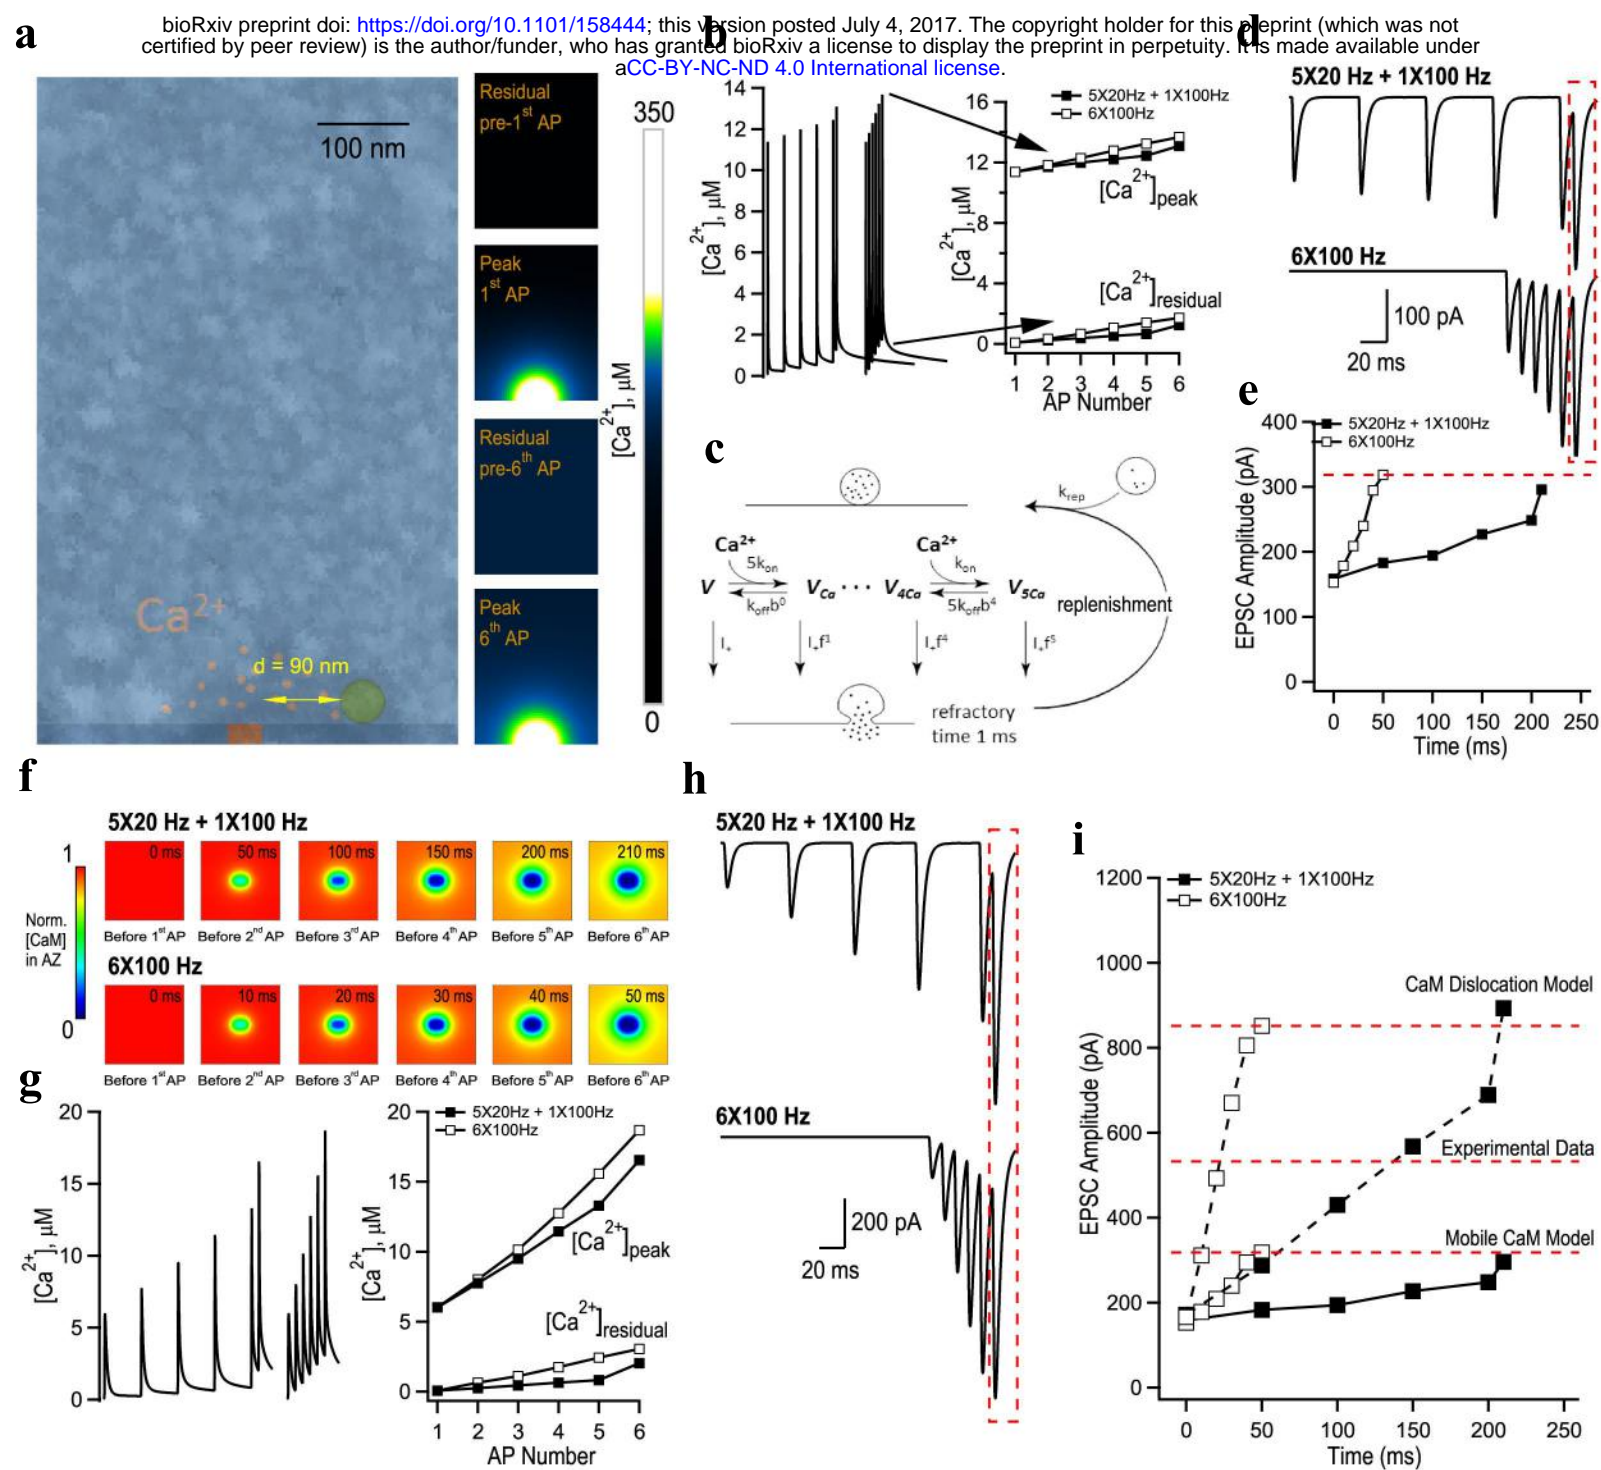 bioRxiv preprint doi: https://doi.org/10.1101/158444; this version posted July 4, 2017. The copyright holder for this preprint (which was not
certified by peer review) is the author/funder, who has granted bioRxiv a license to display the preprint in perpetuity. It is made available under
aCC-BY-NC-ND 4.0 International license.
a
100 nm
Ca2+
d = 90 nm
Residual
pre-1st AP
Peak
1st AP
Residual
pre-6th AP
Peak
6th AP
350
[Ca2+], µM
0
b
14
12
10
8
6
4
2
0
[Ca2+], µM
5X20Hz + 1X100Hz
6X100Hz
16
12
8
4
0
[Ca2+], µM
[Ca2+]peak
[Ca2+]residual
1 2 3 4 5 6
AP Number
c
krep
Ca2+
5kon
Ca2+
kon
V
VCa
· · ·
V4Ca
V5Ca
koffb0
5koffb4
replenishment
l+
l+f1
l+f4
l+f5
refractory
time 1 ms
d
5X20 Hz + 1X100 Hz
6X100 Hz
100 pA
20 ms
e
5X20Hz + 1X100Hz
6X100Hz
400
300
200
100
0
EPSC Amplitude (pA)
0 50 100 150 200 250
Time (ms)
f
5X20 Hz + 1X100 Hz
1
Norm.
[CaM]
in AZ
0
0 ms 50 ms 100 ms 150 ms 200 ms 210 ms
Before 1st AP Before 2nd AP Before 3rd AP Before 4th AP Before 5th AP Before 6th AP
6X100 Hz
0 ms 10 ms 20 ms 30 ms 40 ms 50 ms
Before 1st AP Before 2nd AP Before 3rd AP Before 4th AP Before 5th AP Before 6th AP
g
20
15
10
5
0
[Ca2+], µM
5X20Hz + 1X100Hz
6X100Hz
20
15
10
5
0
[Ca2+], µM
[Ca2+]peak
[Ca2+]residual
1 2 3 4 5 6
AP Number
h
5X20 Hz + 1X100 Hz
6X100 Hz
200 pA
20 ms
i
5X20Hz + 1X100Hz
6X100Hz
1200
1000
800
600
400
200
0
EPSC Amplitude (pA)
CaM Dislocation Model
Experimental Data
Mobile CaM Model
0 50 100 150 200 250
Time (ms)